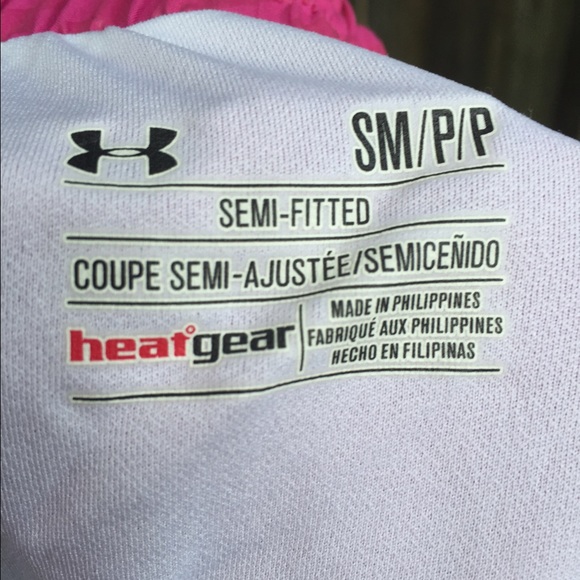 SM/P/P
SEMI-FITTED
COUPE SEMI-AJUSTÉE/SEMICEÑIDO
heatgear
MADE IN PHILIPPINES
FABRIQUÉ AUX PHILIPPINES
HECHO EN FILIPINAS